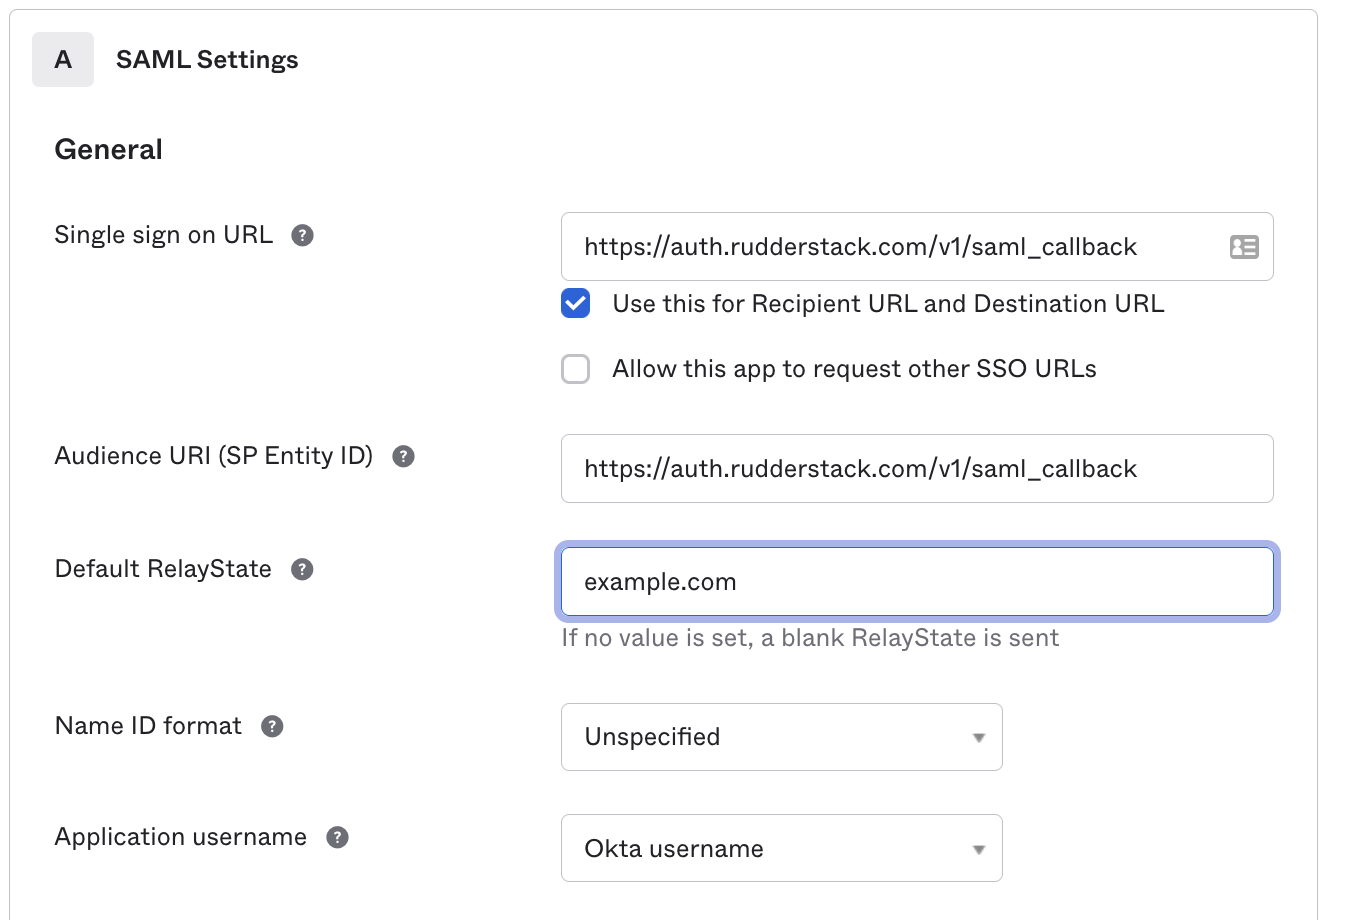 A SAML Settings
General
Single sign on URL ?
https://auth.rudderstack.com/v1/saml_callback
Use this for Recipient URL and Destination URL
Allow this app to request other SSO URLs
Audience URI (SP Entity ID) ?
https://auth.rudderstack.com/v1/saml_callback
Default RelayState ?
example.com
If no value is set, a blank RelayState is sent
Name ID format ?
Unspecified
Application username ?
Okta username